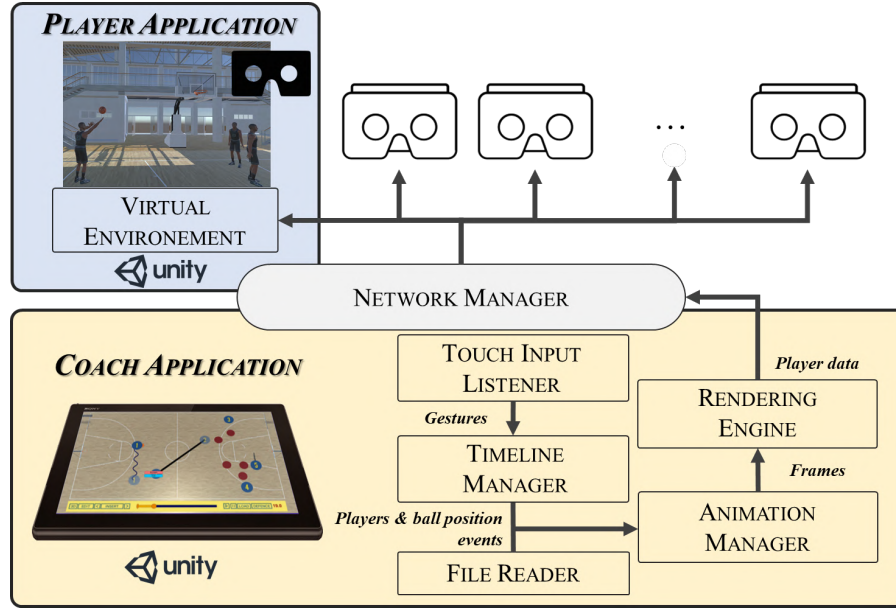 PLAYER APPLICATION
VIRTUAL
ENVIRONEMENT
unity
...
NETWORK MANAGER
COACH APPLICATION
unity
TOUCH INPUT
LISTENER
Gestures
TIMELINE
MANAGER
Players & ball position
events
FILE READER
Player data
RENDERING
ENGINE
Frames
ANIMATION
MANAGER